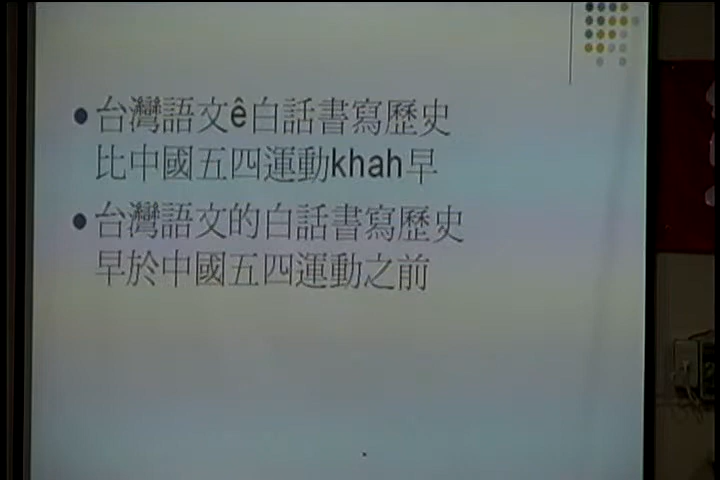 台灣語文ê白話書寫歷史
比中國五四運動khah早
台灣語文的白話書寫歷史
早於中國五四運動之前